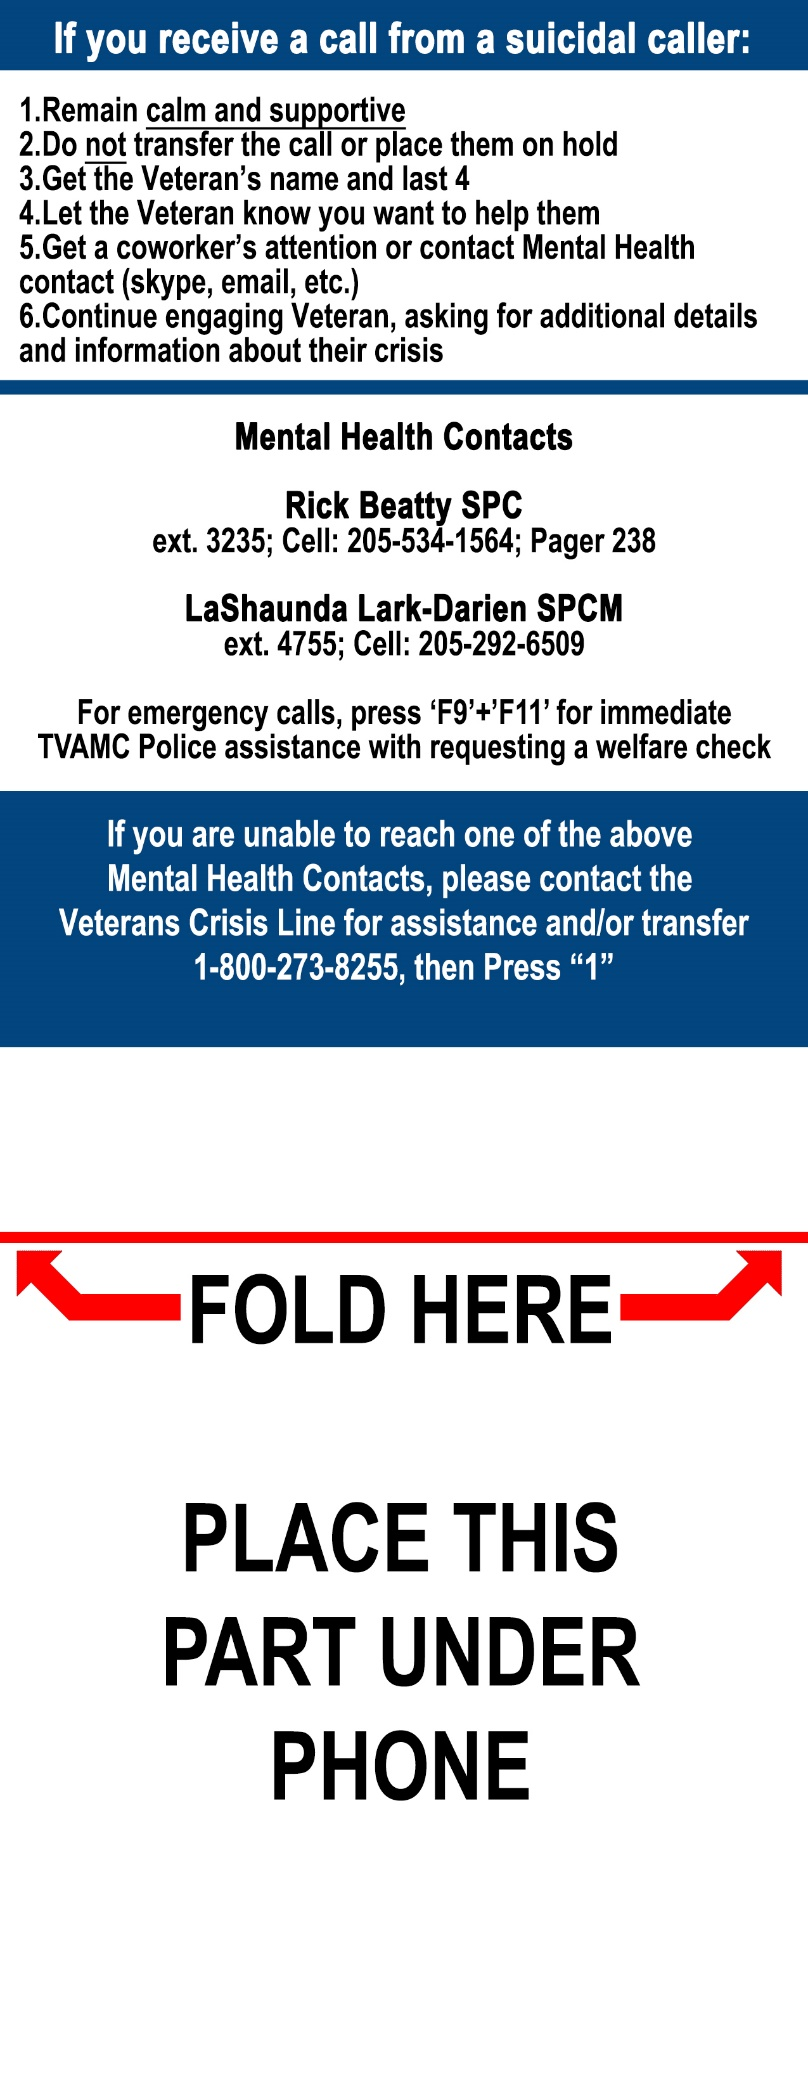 If you receive a call from a suicidal caller:
1.Remain calm and supportive
2.Do not transfer the call or place them on hold
3.Get the Veteran’s name and last 4
4.Let the Veteran know you want to help them
5.Get a coworker’s attention or contact Mental Health
contact (skype, email, etc.)
6.Continue engaging Veteran, asking for additional details
and information about their crisis
Mental Health Contacts
Rick Beatty SPC
ext. 3235; Cell: 205-534-1564; Pager 238
LaShaunda Lark-Darien SPCM
ext. 4755; Cell: 205-292-6509
For emergency calls, press ‘F9’+’F11’ for immediate
TVAMC Police assistance with requesting a welfare check
If you are unable to reach one of the above
Mental Health Contacts, please contact the
Veterans Crisis Line for assistance and/or transfer
1-800-273-8255, then Press “1”
FOLD HERE
PLACE THIS
PART UNDER
PHONE